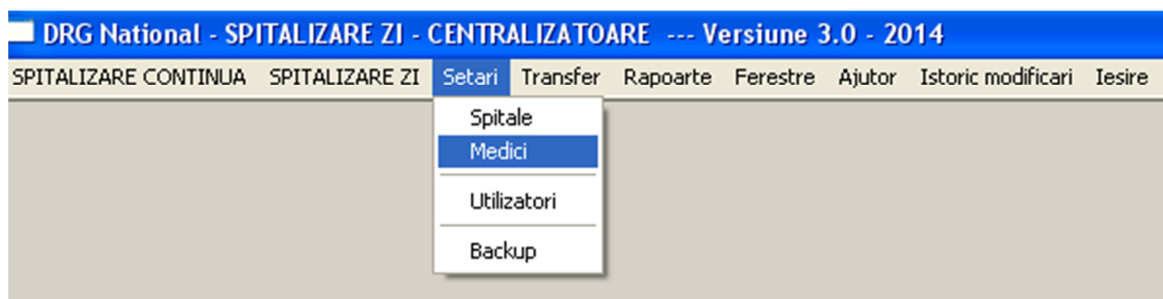 DRG National - SPITALIZARE ZI - CENTRALIZATOARE --- Versiune 3.0 - 2014
SPITALIZARE CONTINUA SPITALIZARE ZI Setari Transfer Rapoarte Ferestre Ajutor Istoric modificari Iesire
Spitale
Medici
Utilizatori
Backup